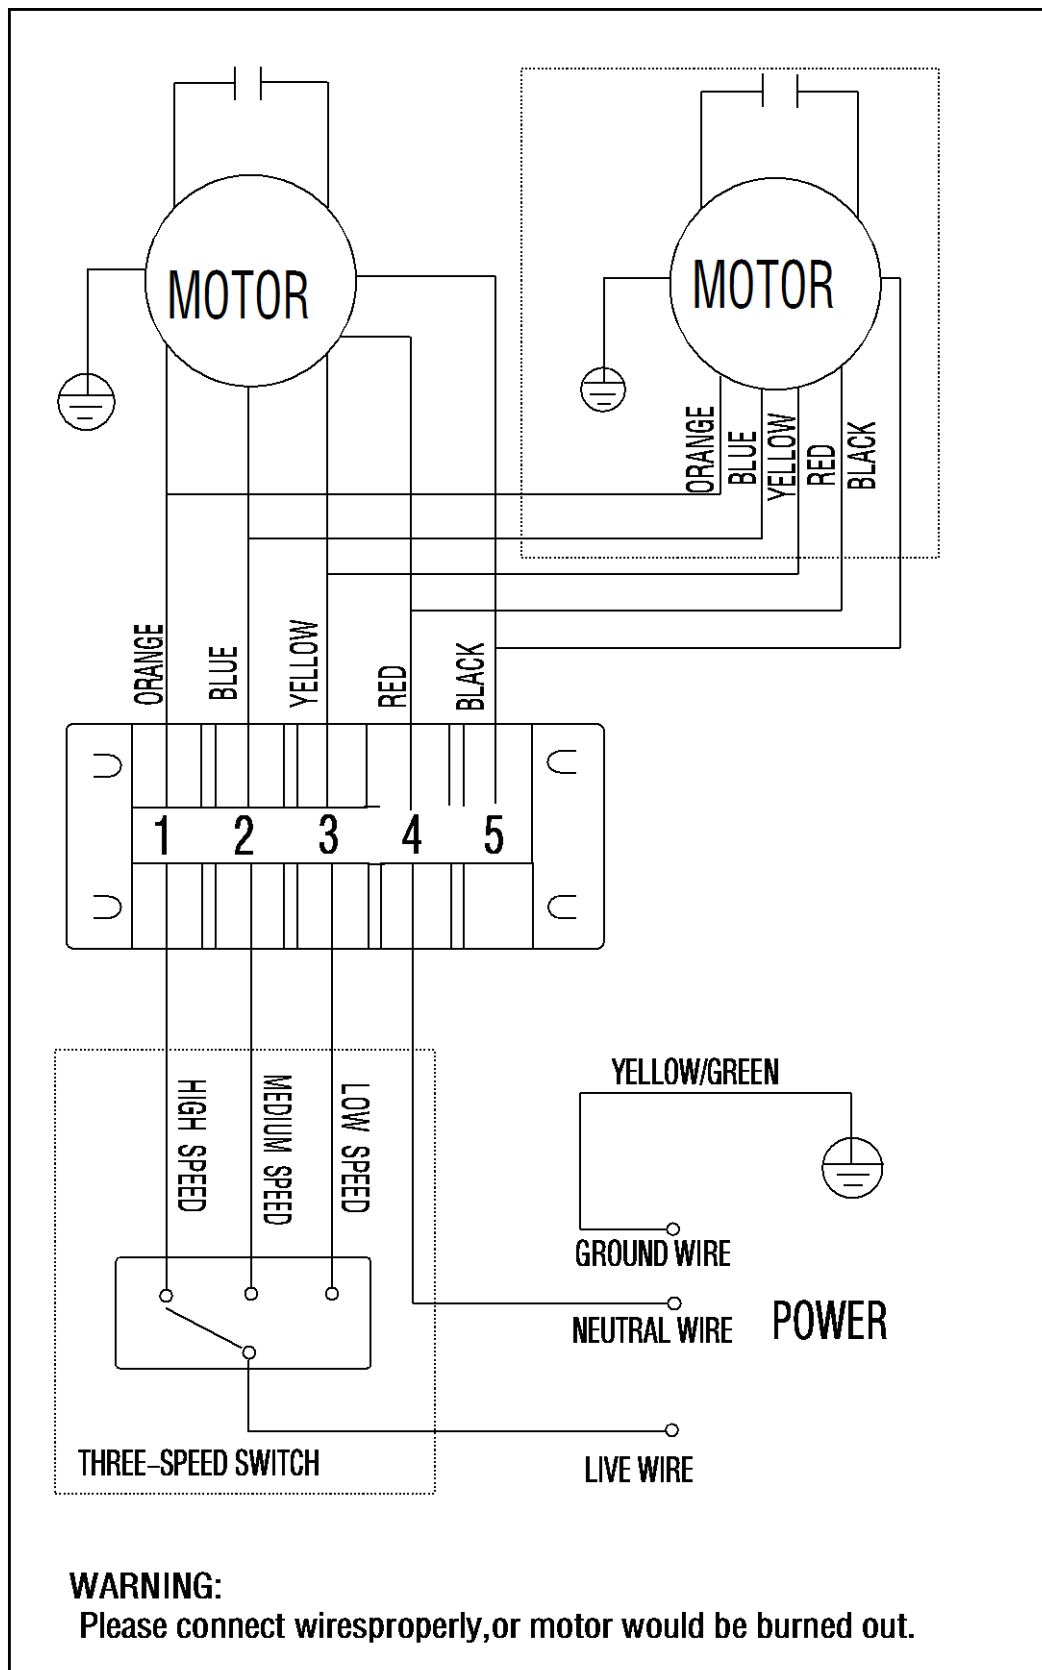 MOTOR
MOTOR
ORANGE
BLUE
YELLOW
RED
BLACK
ORANGE
BLUE
YELLOW
RED
BLACK
1 2 3 4 5
HIGH SPEED
MEDIUM SPEED
LOW SPEED
YELLOW/GREEN
GROUND WIRE
NEUTRAL WIRE
POWER
THREE-SPEED SWITCH
LIVE WIRE
WARNING:
Please connect wiresproperly,or motor would be burned out.